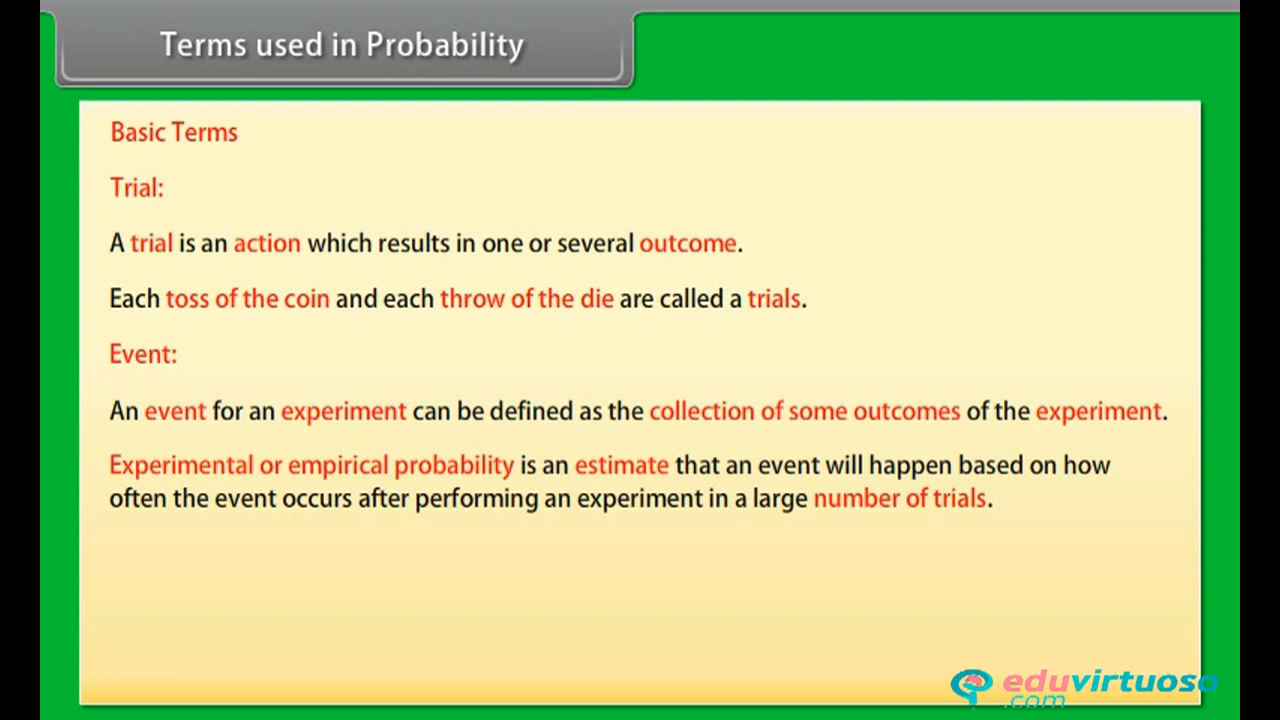 Terms used in Probability
Basic Terms
Trial:
A trial is an action which results in one or several outcome.
Each toss of the coin and each throw of the die are called a trials.
Event:
An event for an experiment can be defined as the collection of some outcomes of the experiment.
Experimental or empirical probability is an estimate that an event will happen based on how
often the event occurs after performing an experiment in a large number of trials.
eduvirtuoso
.com